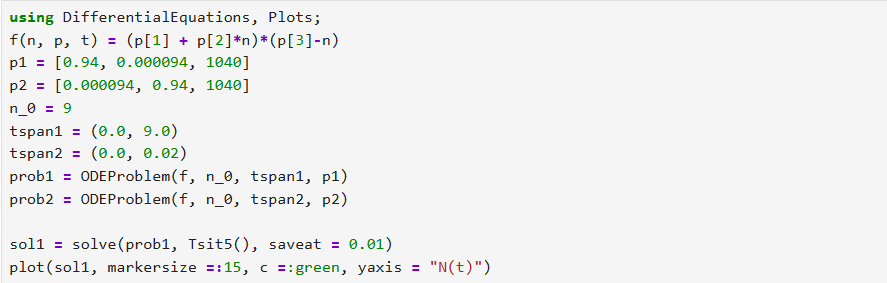 using DifferentialEquations, Plots;
f(n, p, t) = (p[1] + p[2]*n)*(p[3]-n)
p1 = [0.94, 0.000094, 1040]
p2 = [0.000094, 0.94, 1040]
n_0 = 9
tspan1 = (0.0, 9.0)
tspan2 = (0.0, 0.02)
prob1 = ODEProblem(f, n_0, tspan1, p1)
prob2 = ODEProblem(f, n_0, tspan2, p2)
sol1 = solve(prob1, Tsit5(), saveat = 0.01)
plot(sol1, markersize =:15, c =:green, yaxis = "N(t)")